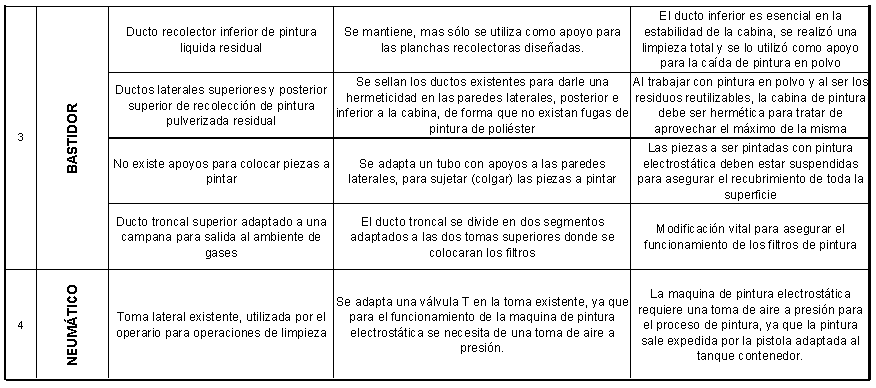 3
BASTIDOR
Ducto recolector inferior de pintura
liquida residual
Se mantiene, mas sólo se utiliza como apoyo para
las planchas recolectoras diseñadas.
El ducto inferior es esencial en la
estabilidad de la cabina, se realizó una
limpieza total y se lo utilizó como apoyo
para la caída de pintura en polvo
Ductos laterales superiores y posterior
superior de recolección de pintura
pulverizada residual
Se sellan los ductos existentes para darle una
hermeticidad en las paredes laterales, posterior e
inferior a la cabina, de forma que no existan fugas de
pintura de poliéster
Al trabajar con pintura en polvo y al ser los
residuos reutilizables, la cabina de pintura
debe ser hermética para tratar de
aprovechar el máximo de la misma
No existe apoyos para colocar piezas a
pintar
Se adapta un tubo con apoyos a las paredes
laterales, para sujetar (colgar) las piezas a pintar
Las piezas a ser pintadas con pintura
electrostática deben estar suspendidas
para asegurar el recubrimiento de toda la
superficie
Ducto troncal superior adaptado a una
campana para salida al ambiente de
gases
El ducto troncal se divide en dos segmentos
adaptados a las dos tomas superiores donde se
colocaran los filtros
Modificación vital para asegurar el
funcionamiento de los filtros de pintura
4
NEUMÁTICO
Toma lateral existente, utilizada por el
operario para operaciones de limpieza
Se adapta una válvula T en la toma existente, ya que
para el funcionamiento de la maquina de pintura
electrostática se necesita de una toma de aire a
presión.
La maquina de pintura electrostática
requiere una toma de aire a presión para
el proceso de pintura, ya que la pintura
sale expedida por la pistola adaptada al
tanque contenedor.